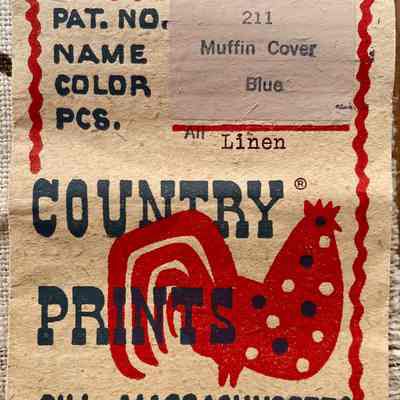 PAT. NO. 211
NAME Muffin Cover
COLOR Blue
PCS.
All Linen
COUNTRY®
PRINTS